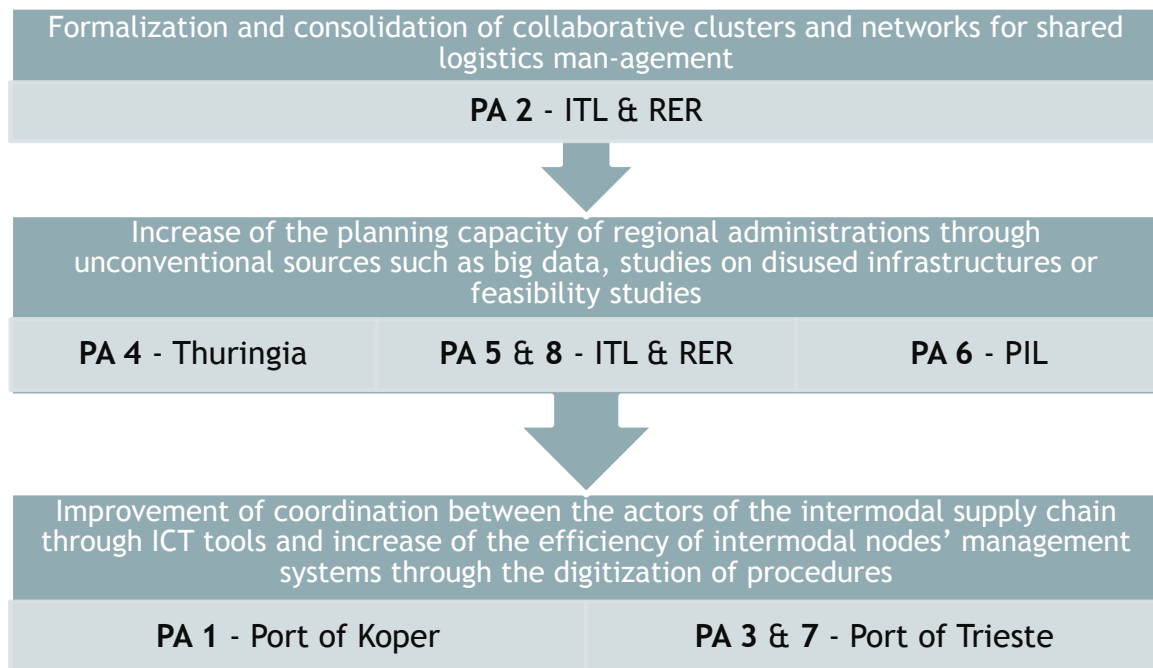 Formalization and consolidation of collaborative clusters and networks for shared
logistics man-agement
PA 2 - ITL & RER
Increase of the planning capacity of regional administrations through
unconventional sources such as big data, studies on disused infrastructures or
feasibility studies
PA 4 - Thuringia
PA 5 & 8 - ITL & RER
PA 6 - PIL
Improvement of coordination between the actors of the intermodal supply chain
through ICT tools and increase of the efficiency of intermodal nodes’ management
systems through the digitization of procedures
PA 1 - Port of Koper
PA 3 & 7 - Port of Trieste